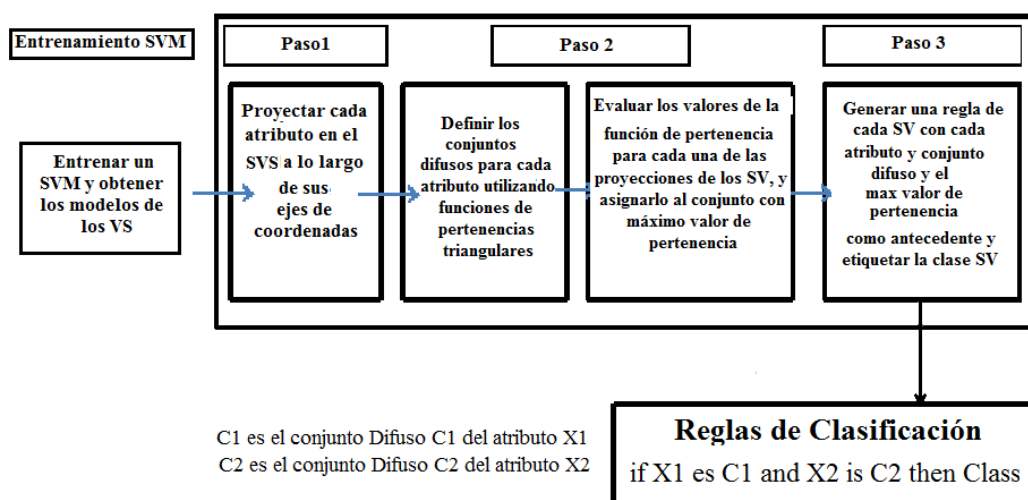 Entrenamiento SVM
Paso1
Paso 2
Paso 3
Entrenar un
SVM y obtener
los modelos de
los VS
Proyectar cada
atributo en el
SVS a lo largo
de sus
ejes de
coordenadas
Definir los
conjuntos
difusos para cada
atributo utilizando
funciones de
pertenencias
triangulares
Evaluar los valores de la
función de pertenencia
para cada una de las
proyecciones de los SV, y
asignarlo al conjunto con
máximo valor de
pertenencia
Generar una regla de
cada SV con cada
atributo y conjunto
difuso y el
max valor de
pertenencia
como antecedente y
etiquetar la clase SV
C1 es el conjunto Difuso C1 del atributo X1
C2 es el conjunto Difuso C2 del atributo X2
Reglas de Clasificación
if X1 es C1 and X2 is C2 then Class